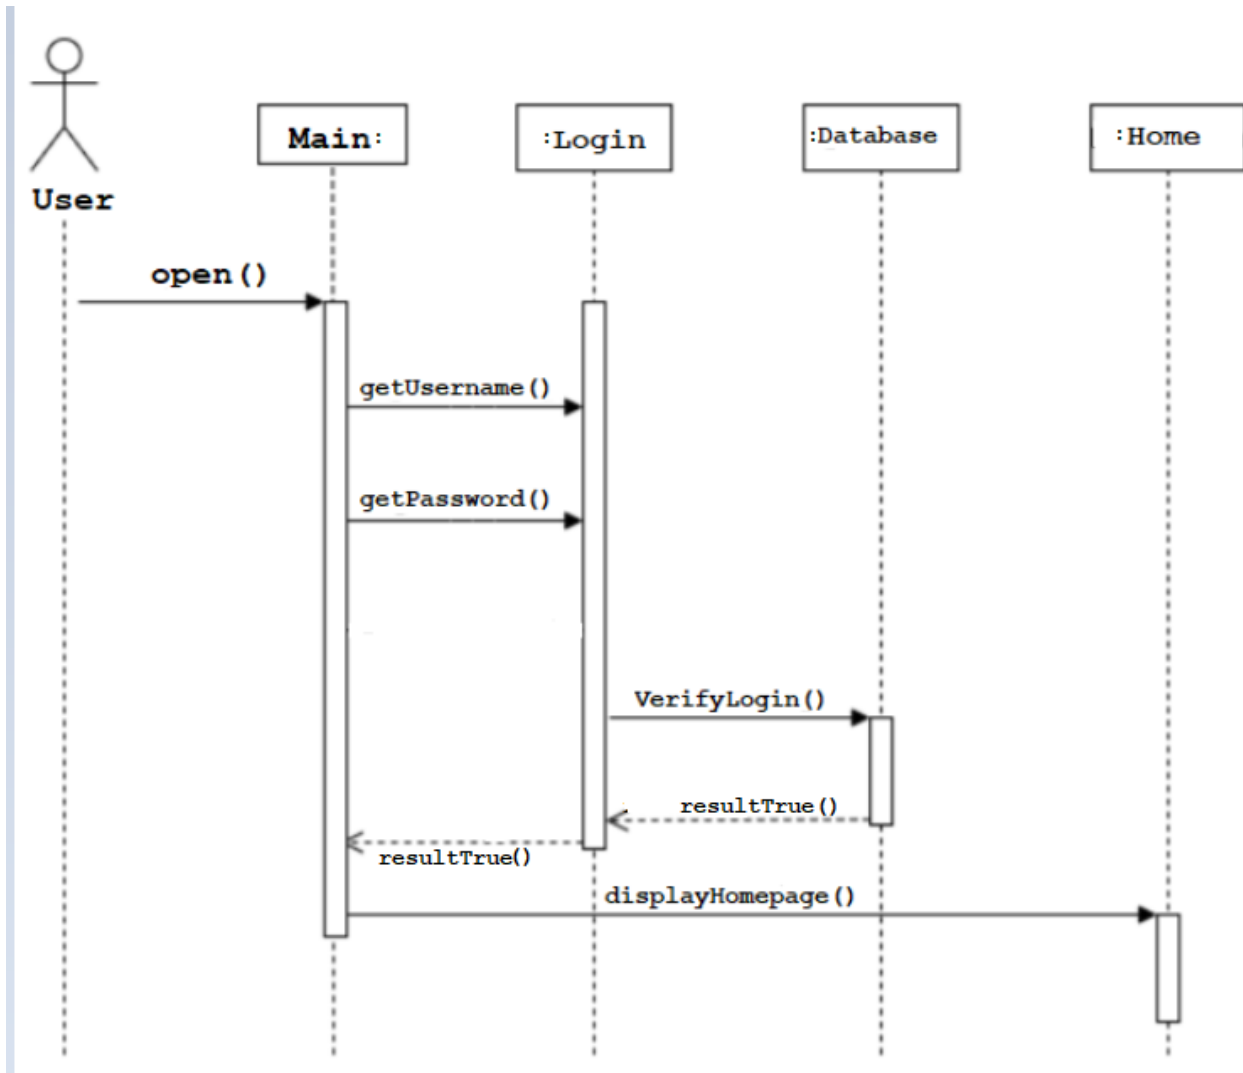 User
Main:
:Login
:Database
:Home
open()
getUsername()
getPassword()
VerifyLogin()
resultTrue()
resultTrue()
displayHomepage()